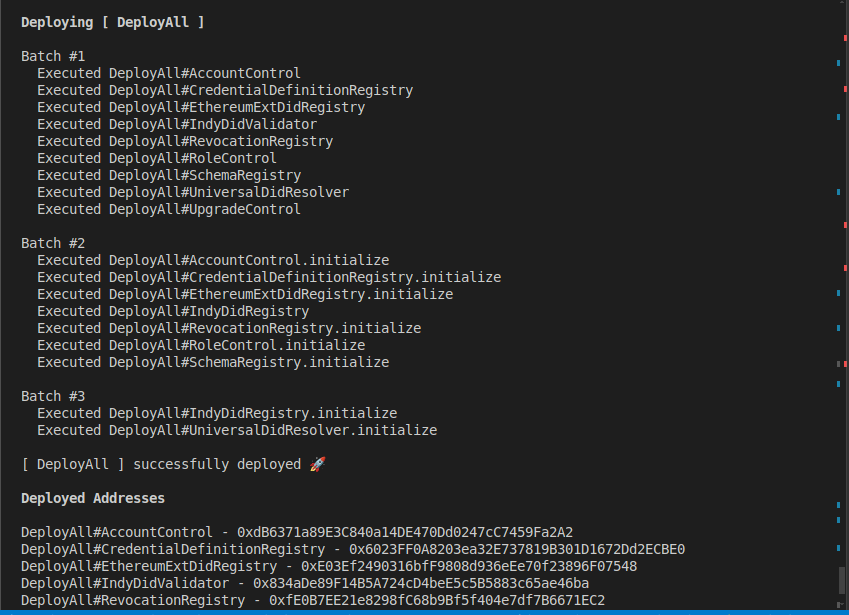 Deploying [ DeployAll ]
Batch #1
Executed DeployAll#AccountControl
Executed DeployAll#CredentialDefinitionRegistry
Executed DeployAll#EthereumExtDidRegistry
Executed DeployAll#IndyDidValidator
Executed DeployAll#RevocationRegistry
Executed DeployAll#RoleControl
Executed DeployAll#SchemaRegistry
Executed DeployAll#UniversalDidResolver
Executed DeployAll#UpgradeControl
Batch #2
Executed DeployAll#AccountControl.initialize
Executed DeployAll#CredentialDefinitionRegistry.initialize
Executed DeployAll#EthereumExtDidRegistry.initialize
Executed DeployAll#IndyDidRegistry
Executed DeployAll#RevocationRegistry.initialize
Executed DeployAll#RoleControl.initialize
Executed DeployAll#SchemaRegistry.initialize
Batch #3
Executed DeployAll#IndyDidRegistry.initialize
Executed DeployAll#UniversalDidResolver.initialize
[ DeployAll ] successfully deployed 🚀
Deployed Addresses
DeployAll#AccountControl - 0xdB6371a89E3C840a14DE470Dd0247cC7459Fa2A2
DeployAll#CredentialDefinitionRegistry - 0x6023FF0A8203ea32E737819B301D1672Dd2ECBE0
DeployAll#EthereumExtDidRegistry - 0xE03Ef2490316bfF9808d936eEe70f23896F07548
DeployAll#IndyDidValidator - 0x834aDe89F14B5A724cD4beE5c5B5883c65ae46ba
DeployAll#RevocationRegistry - 0xfE0B7EE21e8298fC68b9Bf5f404e7df7B6671EC2